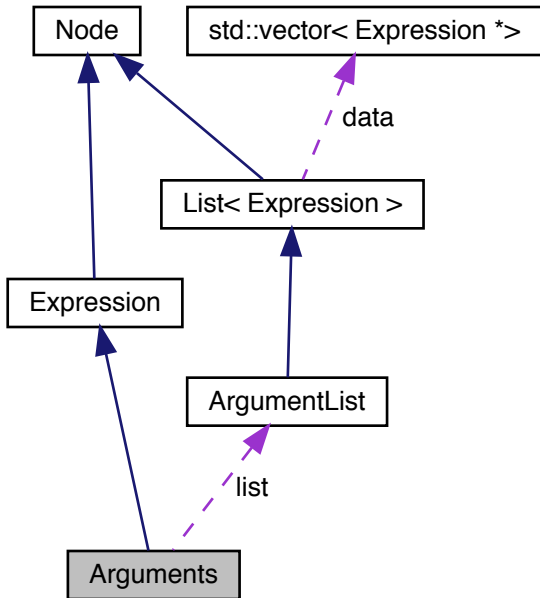 Node
std::vector< Expression *>
data
List< Expression >
Expression
ArgumentList
list
Arguments